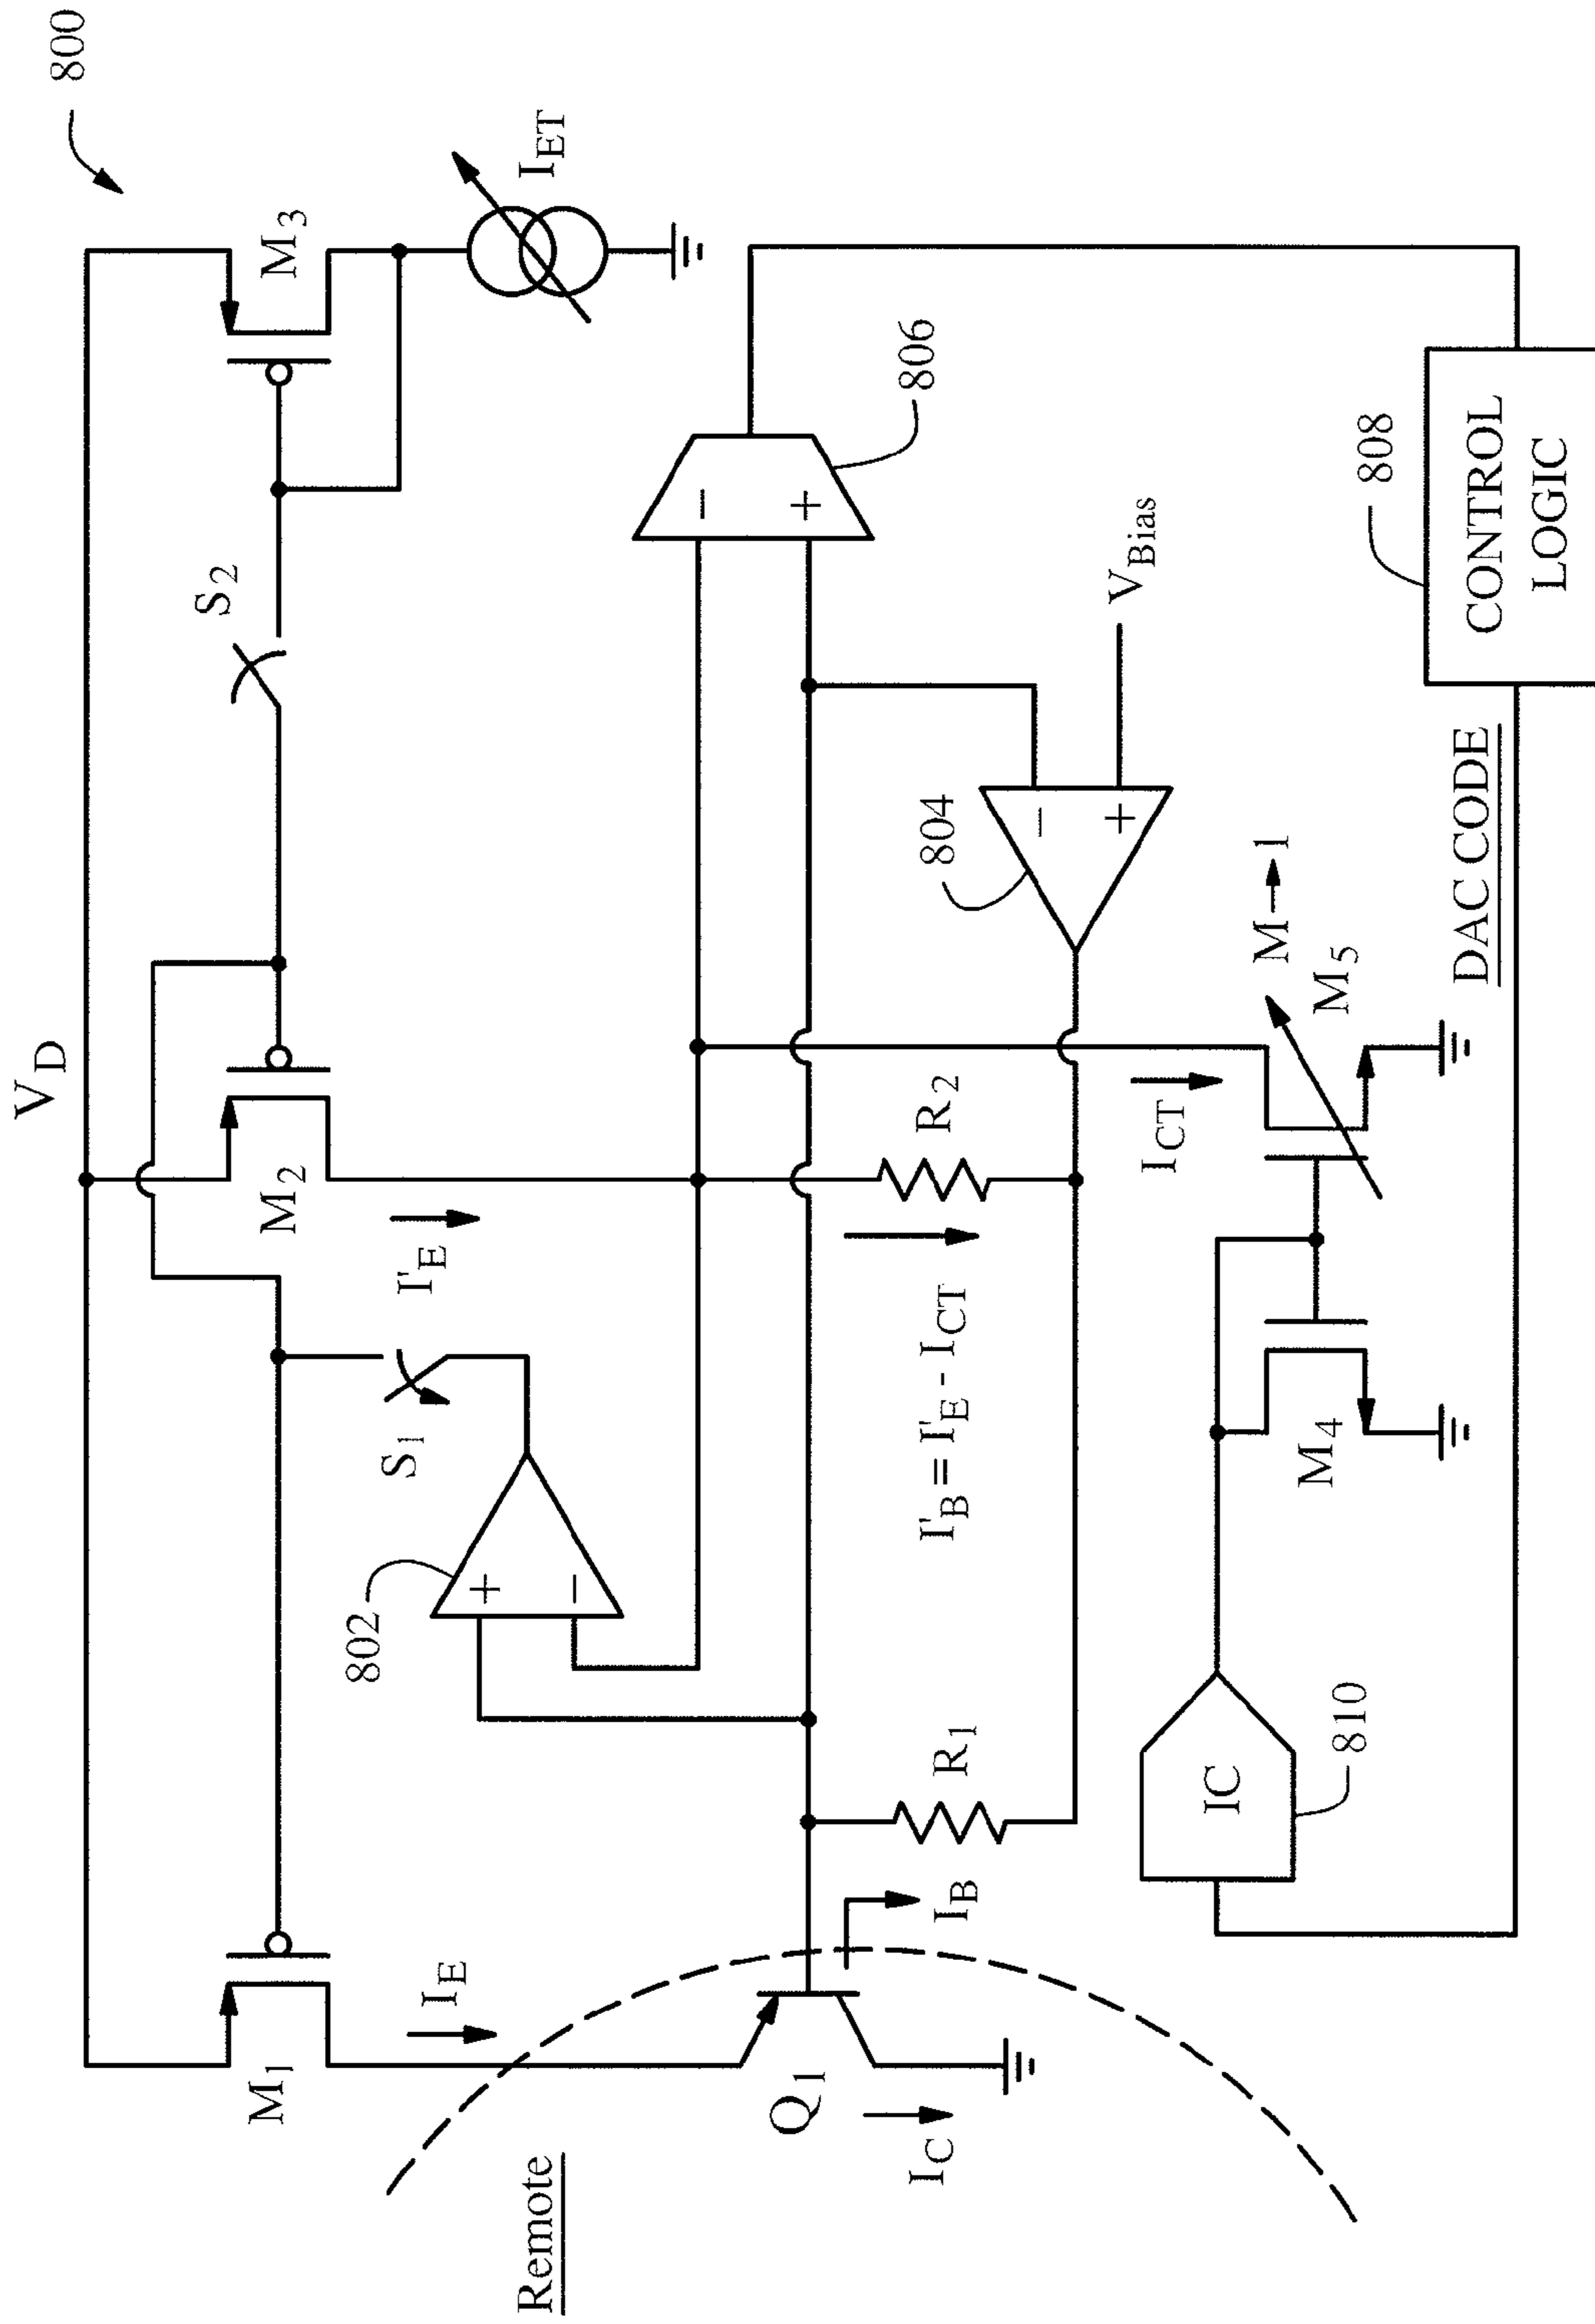 800
V_D
M_1
M_2
M_3
I_E
I'_E
S_1
S_2
I_ET
802
+
−
−
+
806
Remote
Q_1
I_C
I_B
R_1
R_2
I'_B = I'_E - I_CT
804
−
+
V_Bias
I_CT
M→1
M_5
M_4
IC
810
808
CONTROL
LOGIC
DAC CODE